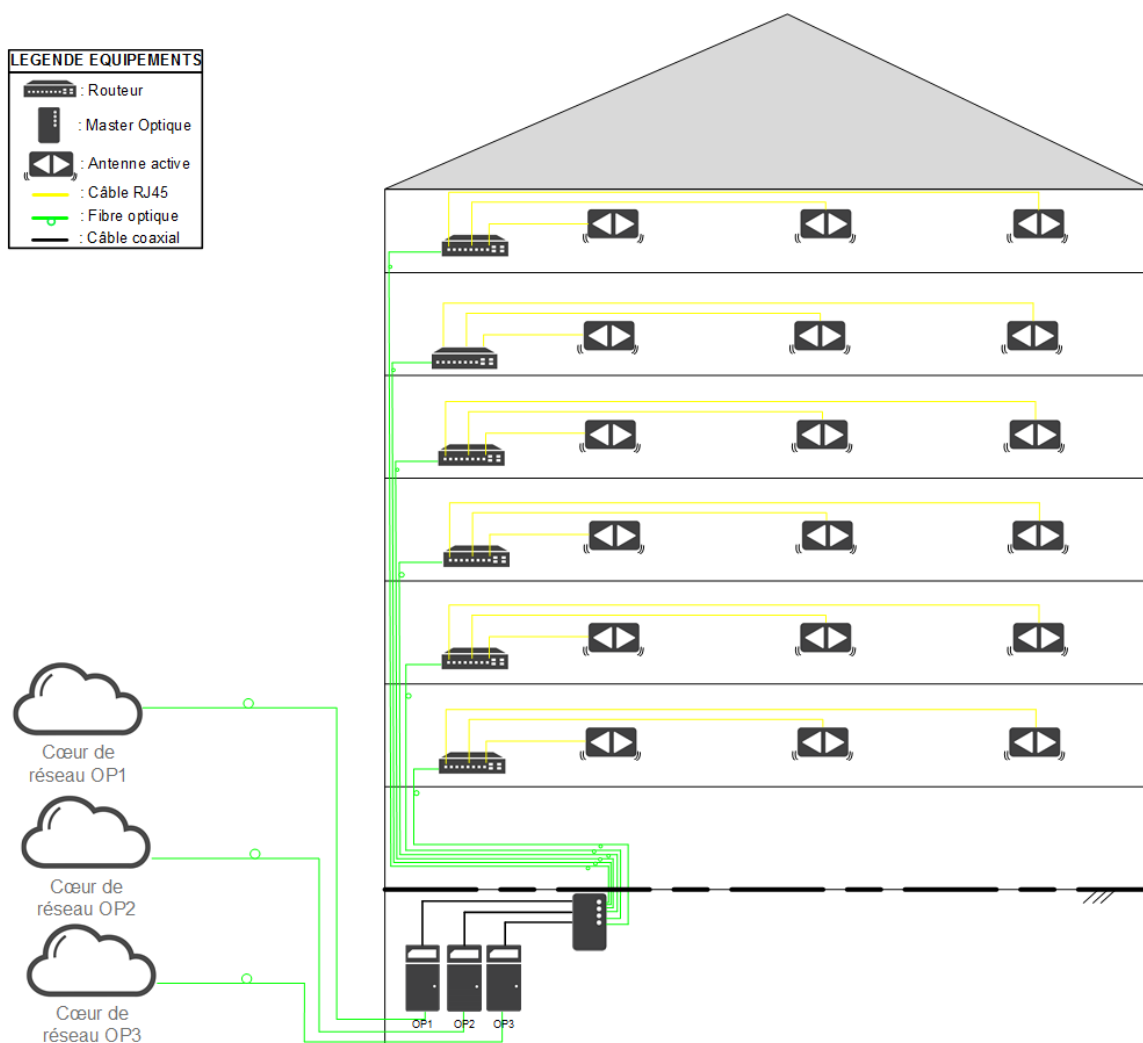 LEGENDE EQUIPEMENTS
: Routeur
: Master Optique
: Antenne active
: Câble RJ45
: Fibre optique
: Câble coaxial
Cœur de
réseau OP1
Cœur de
réseau OP2
Cœur de
réseau OP3
OP1
OP2
OP3